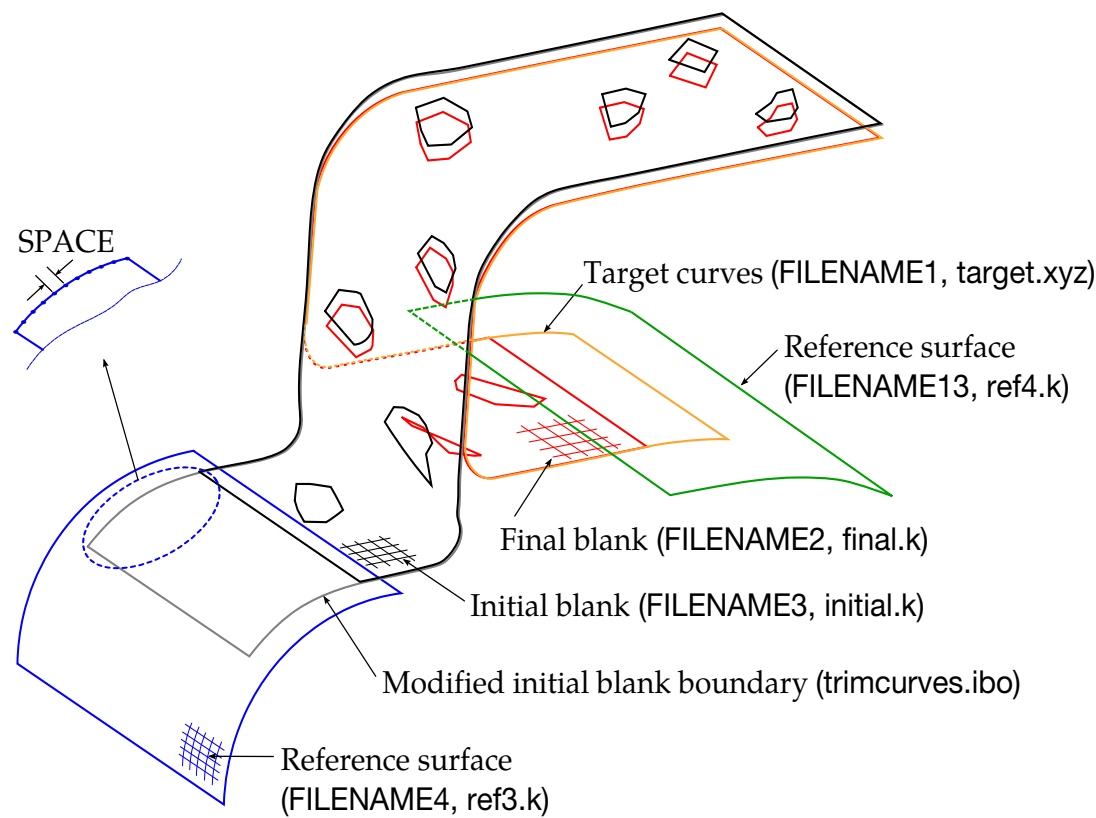 SPACE
Target curves (FILENAME1, target.xyz)
Reference surface
(FILENAME13, ref4.k)
Final blank (FILENAME2, final.k)
Initial blank (FILENAME3, initial.k)
Modified initial blank boundary (trimcurves.ibo)
Reference surface
(FILENAME4, ref3.k)